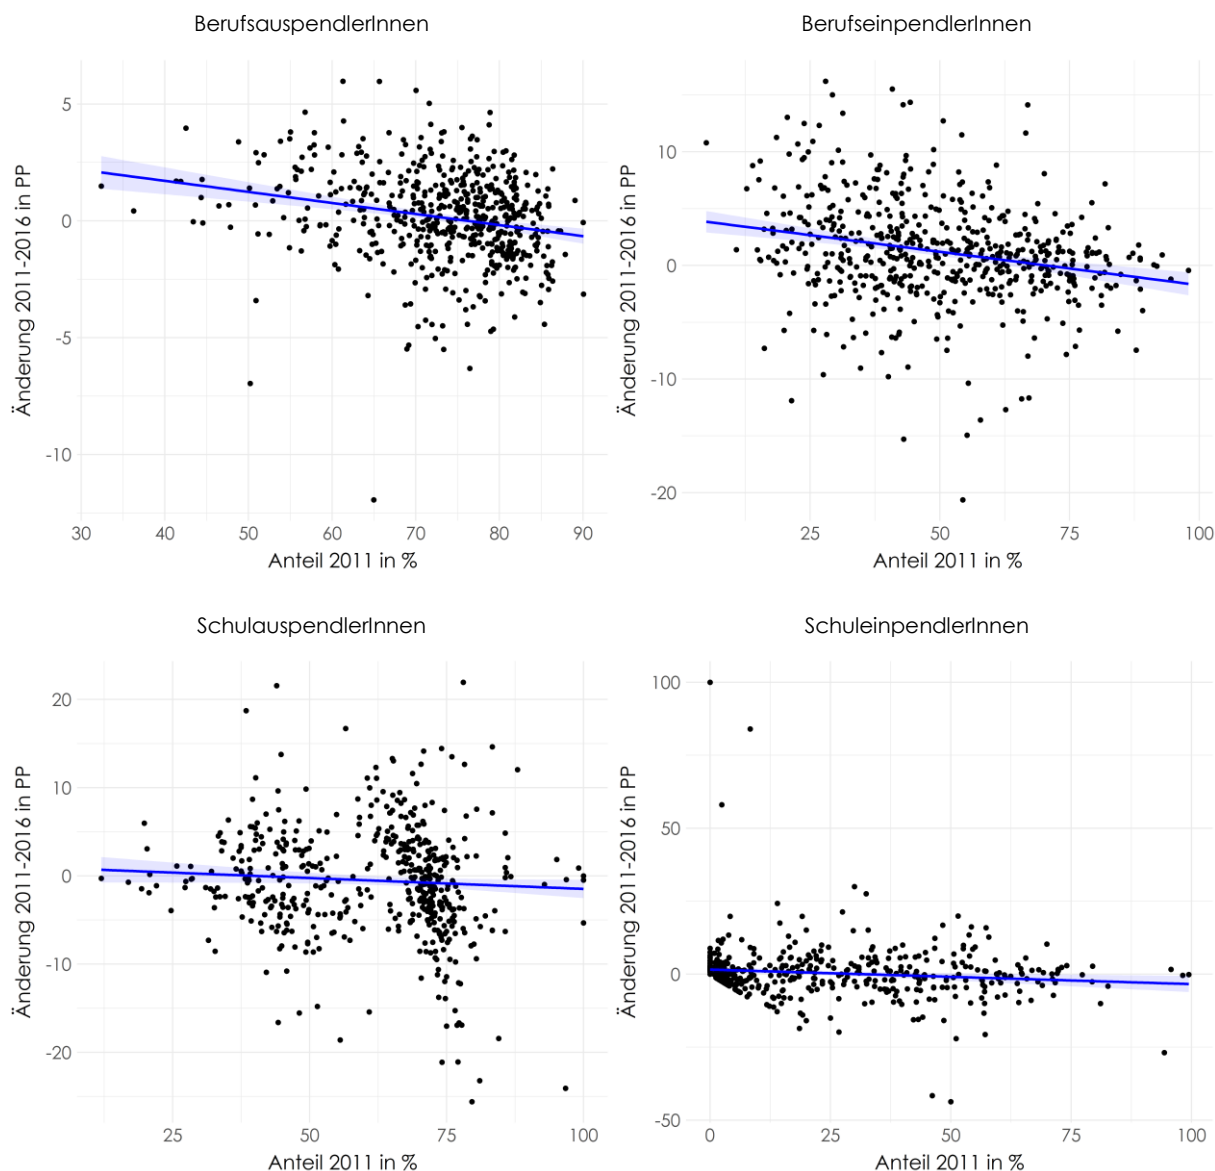 BerufsauspendlerInnen
Änderung 2011-2016 in PP
5
0
-5
-10
30 40 50 60 70 80 90
Anteil 2011 in %
BerufseinpendlerInnen
Änderung 2011-2016 in PP
10
0
-10
-20
25 50 75 100
Anteil 2011 in %
SchulauspendlerInnen
Änderung 2011-2016 in PP
20
10
0
-10
-20
25 50 75 100
Anteil 2011 in %
SchuleinpendlerInnen
Änderung 2011-2016 in PP
100
50
0
-50
0 25 50 75 100
Anteil 2011 in %